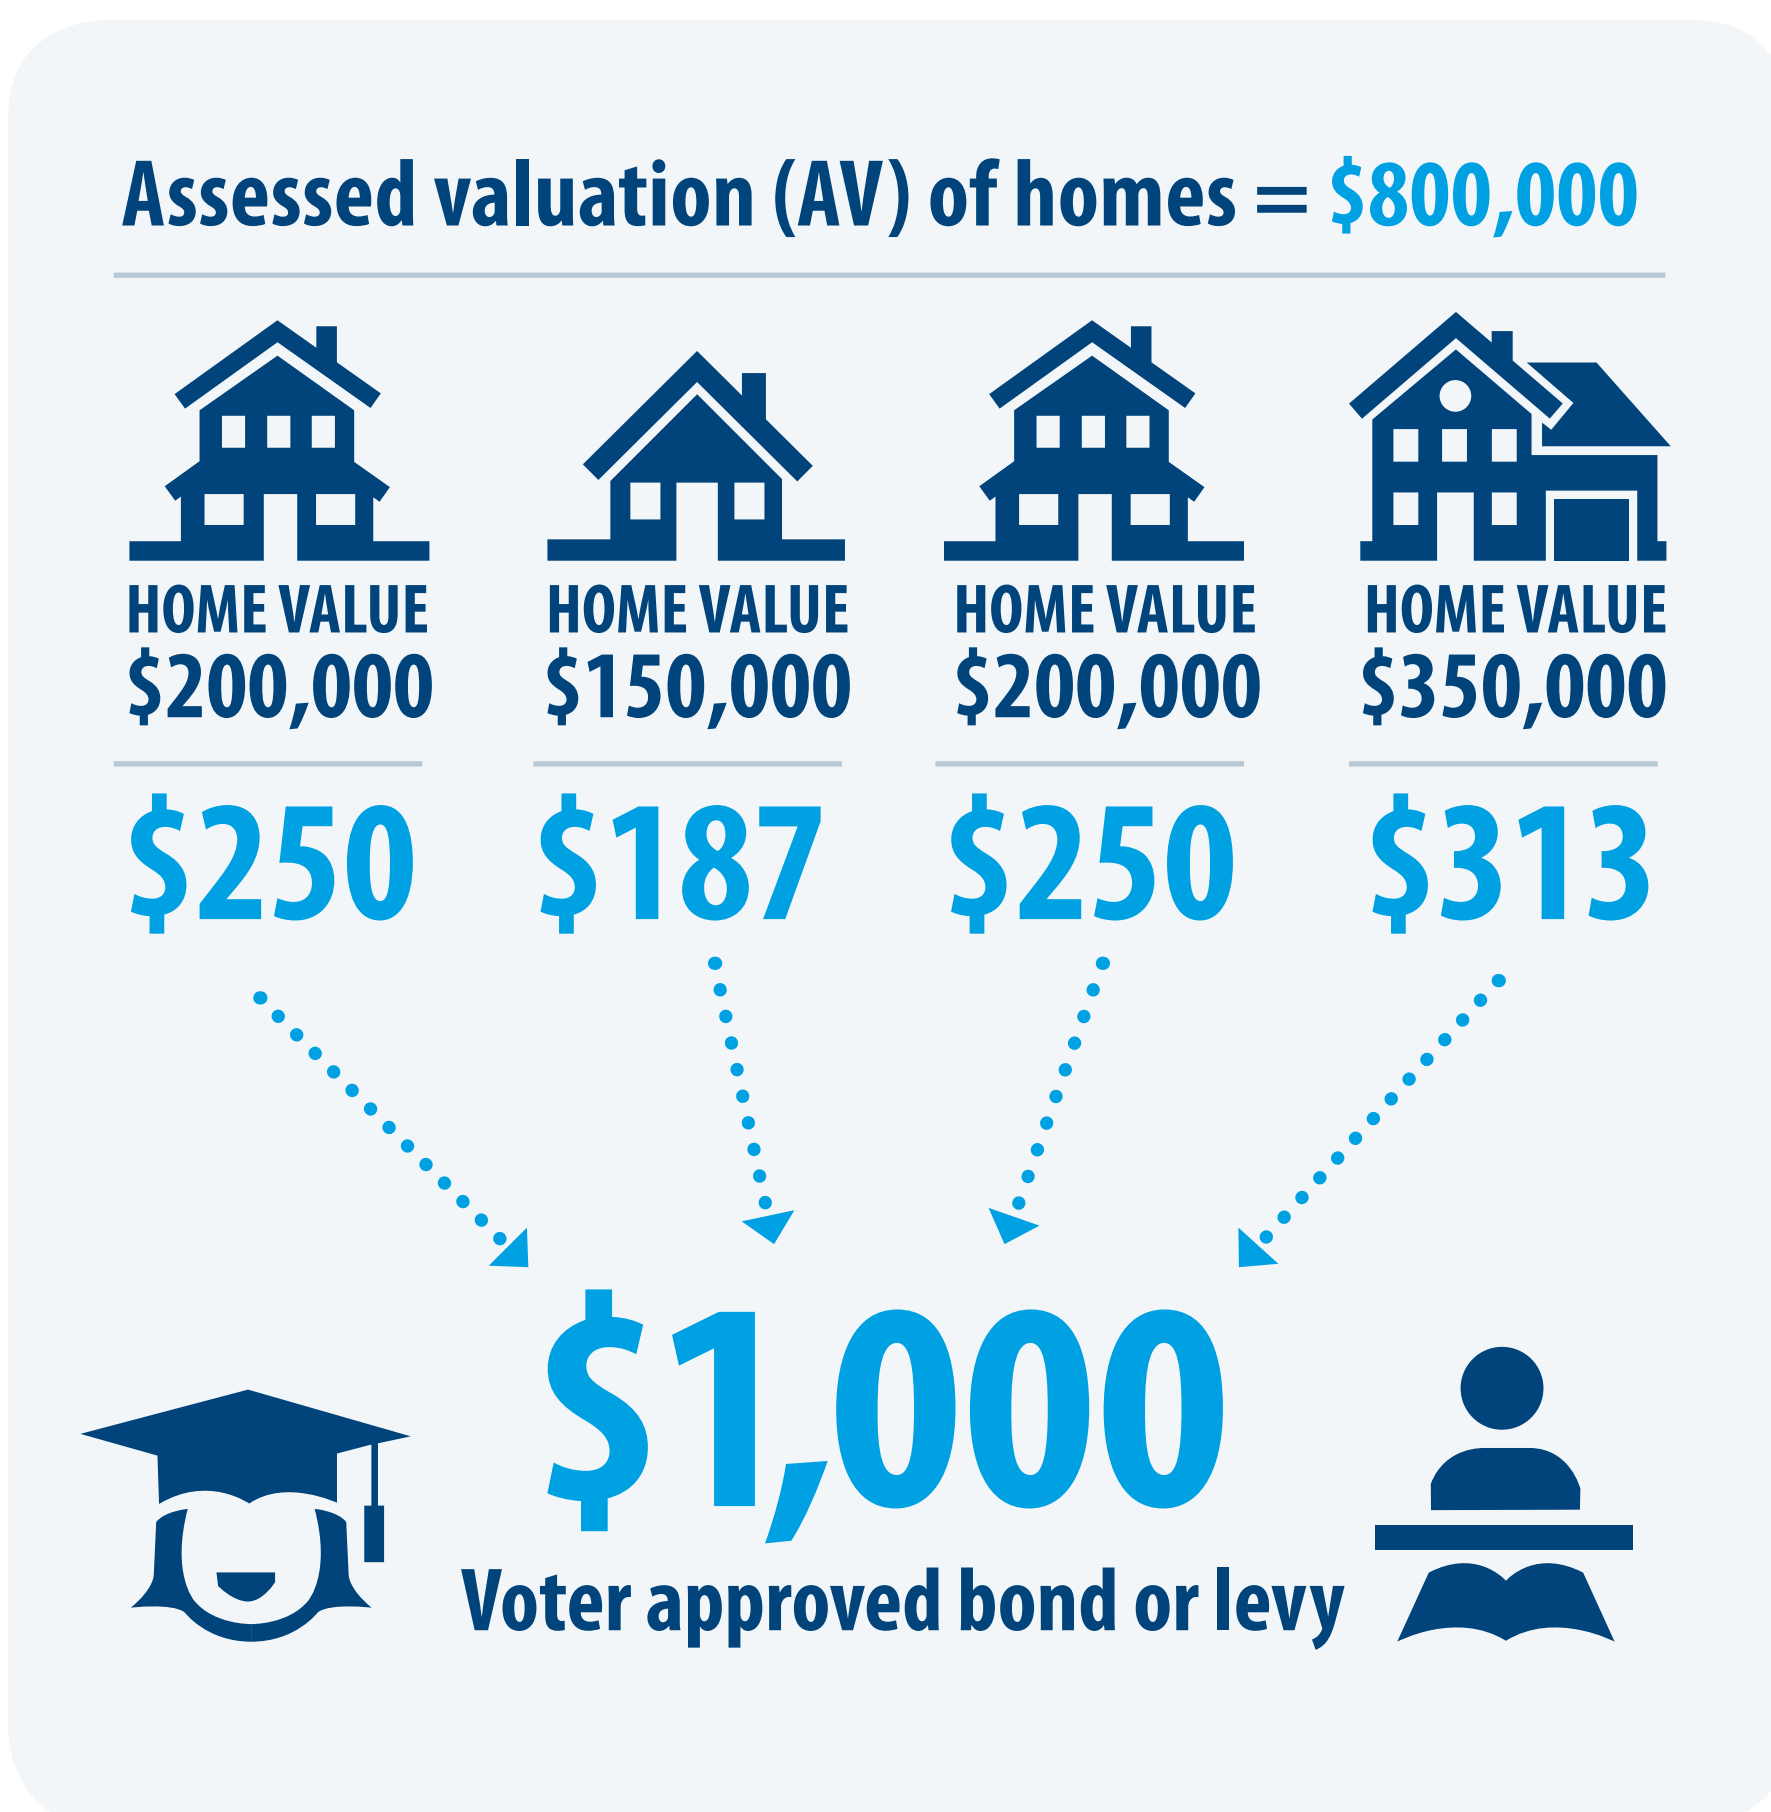 Assessed valuation (AV) of homes = $800,000
HOME VALUE
$200,000
$250
HOME VALUE
$150,000
$187
HOME VALUE
$200,000
$250
HOME VALUE
$350,000
$313
$1,000
Voter approved bond or levy